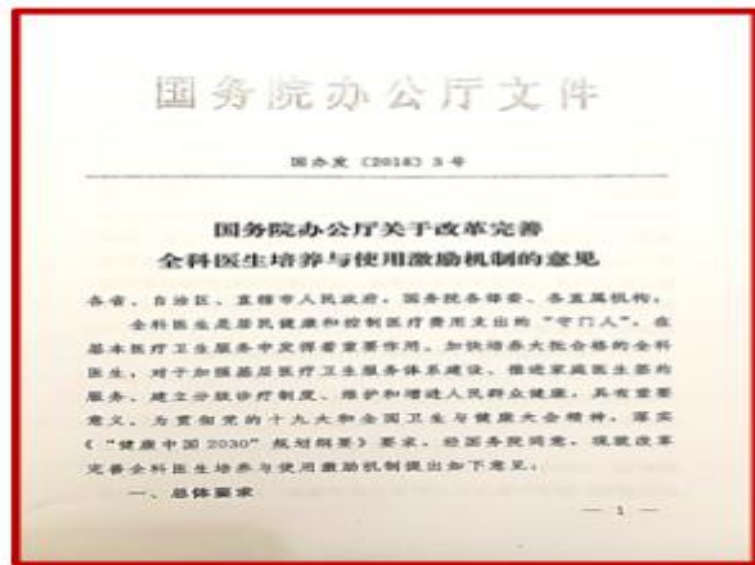 国务院办公厅文件
国办发〔2018〕3号
国务院办公厅关于改革完善
全科医生培养与使用激励机制的意见
各省、自治区、直辖市人民政府，国务院各部委、各直属机构：
全科医生是居民健康和控制医疗费用支出的“守门人”，在
基本医疗卫生服务中发挥着重要作用。加快培养大批合格的全科
医生，对于加强基层医疗卫生服务体系建设、推进家庭医生签约
服务、建立分级诊疗制度、维护和增进人民群众健康，具有重要
意义。为贯彻党的十九大和全国卫生与健康大会精神，落实
《“健康中国2030”规划纲要》要求，经国务院同意，现就改革
完善全科医生培养与使用激励机制提出如下意见：
一、总体要求
— 1 —